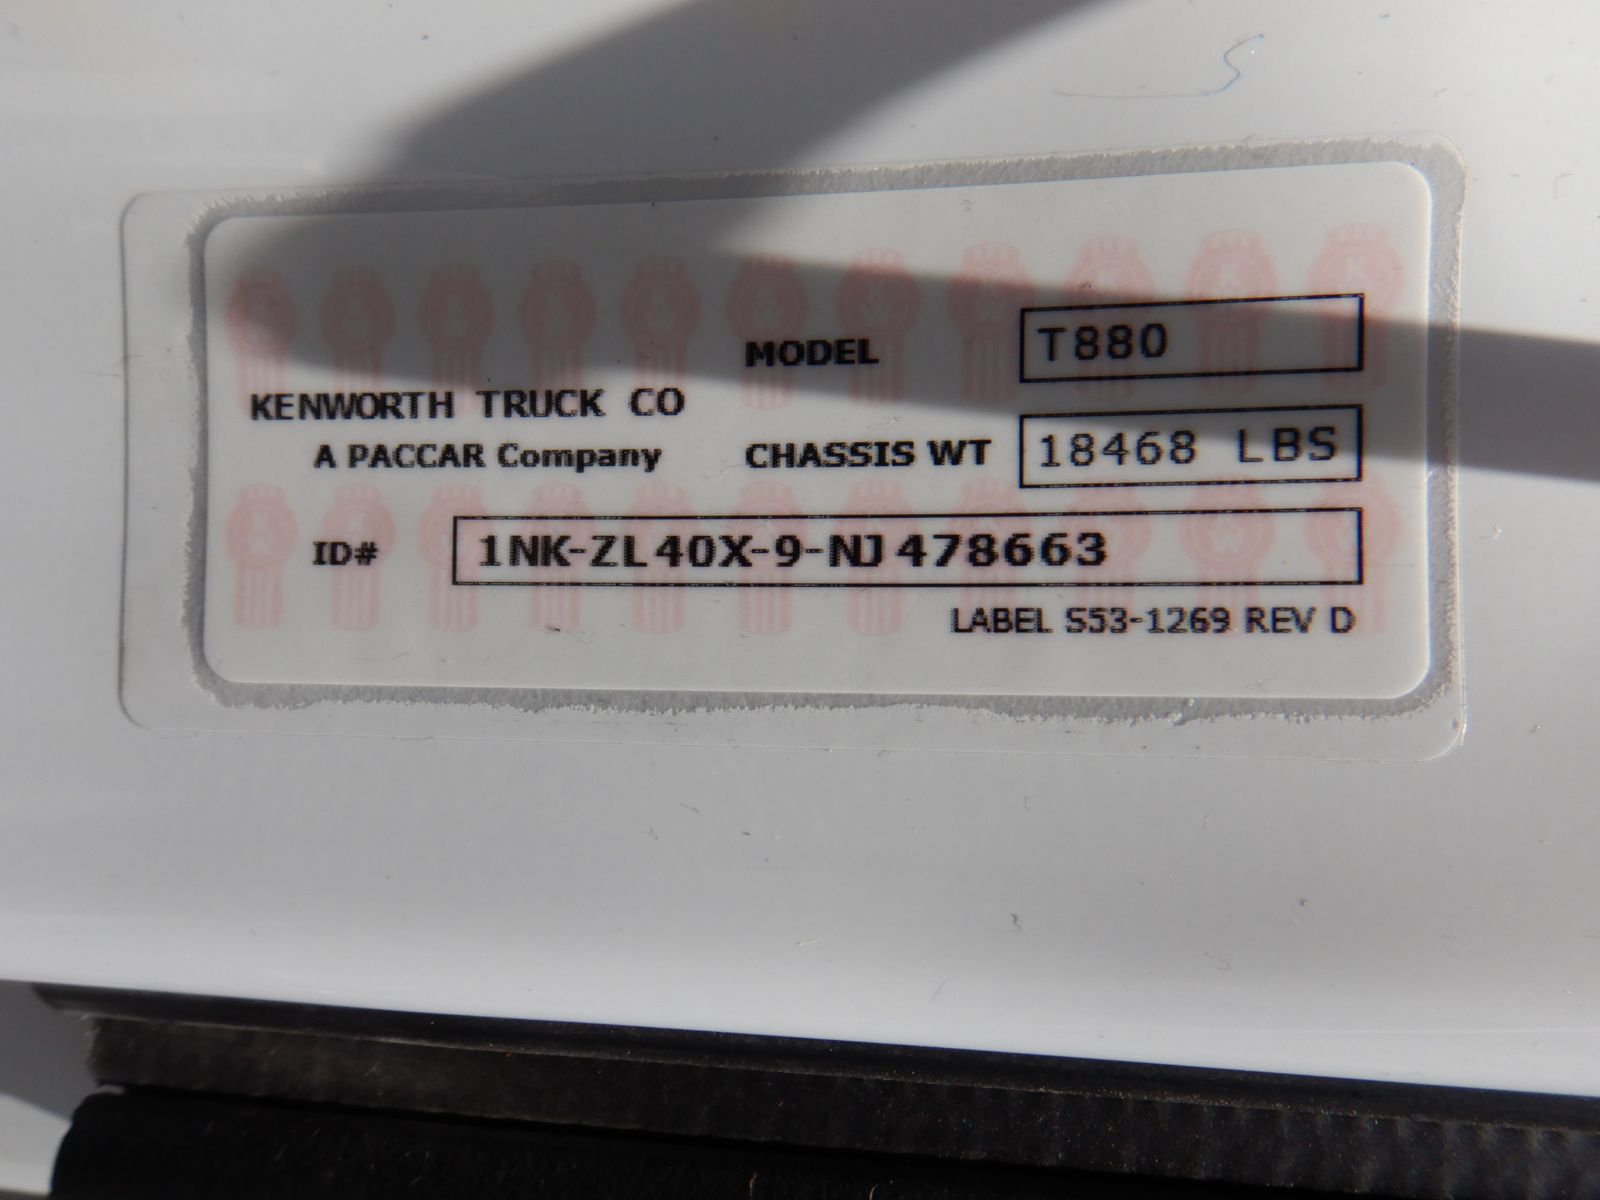 MODEL T880
KENWORTH TRUCK CO
A PACCAR Company
CHASSIS WT 18468 LBS
ID# 1NK-ZL40X-9-NJ478663
LABEL S53-1269 REV D